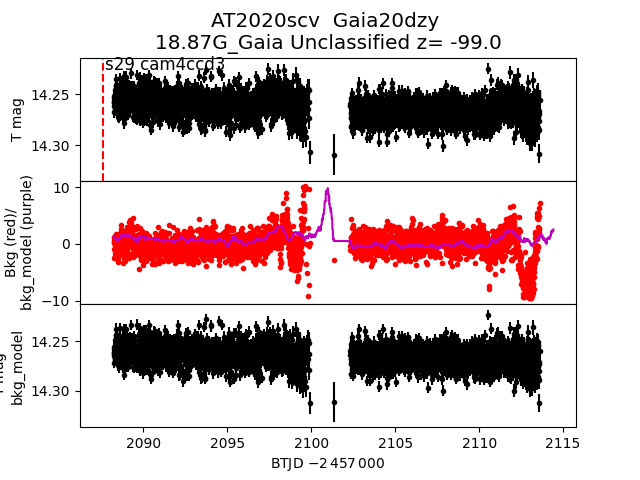 AT2020scv  Gaia20dzy
18.87G_Gaia Unclassified z= -99.0
s29 cam4ccd3
14.25
14.30
T mag
10
0
−10
Bkg (red)/
bkg_model (purple)
14.25
14.30
mag
bkg_model
2090
2095
2100
2105
2110
2115
BTJD −2 457 000